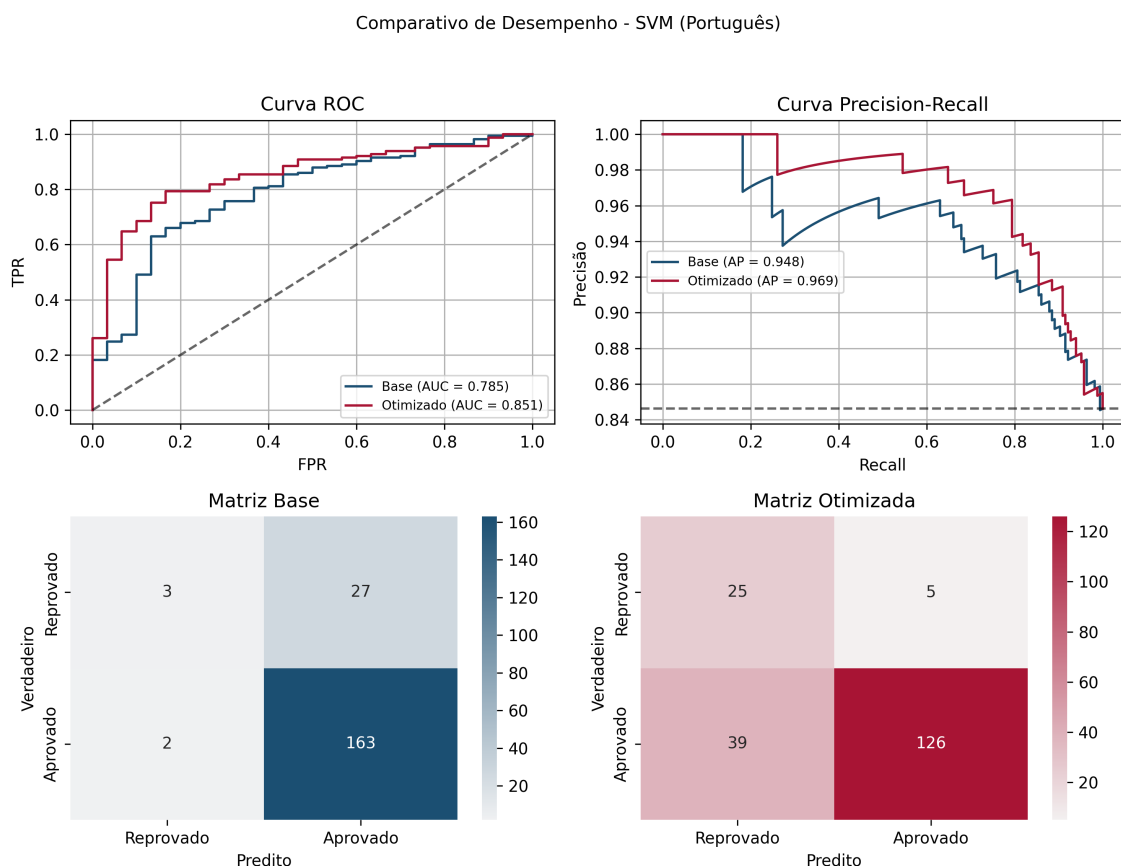 Comparativo de Desempenho - SVM (Português)
Curva ROC
1.0
0.8
0.6
0.4
0.2
0.0
TPR
Base (AUC = 0.785)
Otimizado (AUC = 0.851)
0.0 0.2 0.4 0.6 0.8 1.0
FPR
Curva Precision-Recall
1.00
0.98
0.96
0.94
0.92
0.90
0.88
0.86
0.84
Precisão
Base (AP = 0.948)
Otimizado (AP = 0.969)
0.0 0.2 0.4 0.6 0.8 1.0
Recall
Matriz Base
Verdadeiro
Reprovado
Aprovado
3 27
2 163
Reprovado Aprovado
Predito
160
140
120
100
80
60
40
20
Matriz Otimizada
Verdadeiro
Reprovado
Aprovado
25 5
39 126
Reprovado Aprovado
Predito
120
100
80
60
40
20